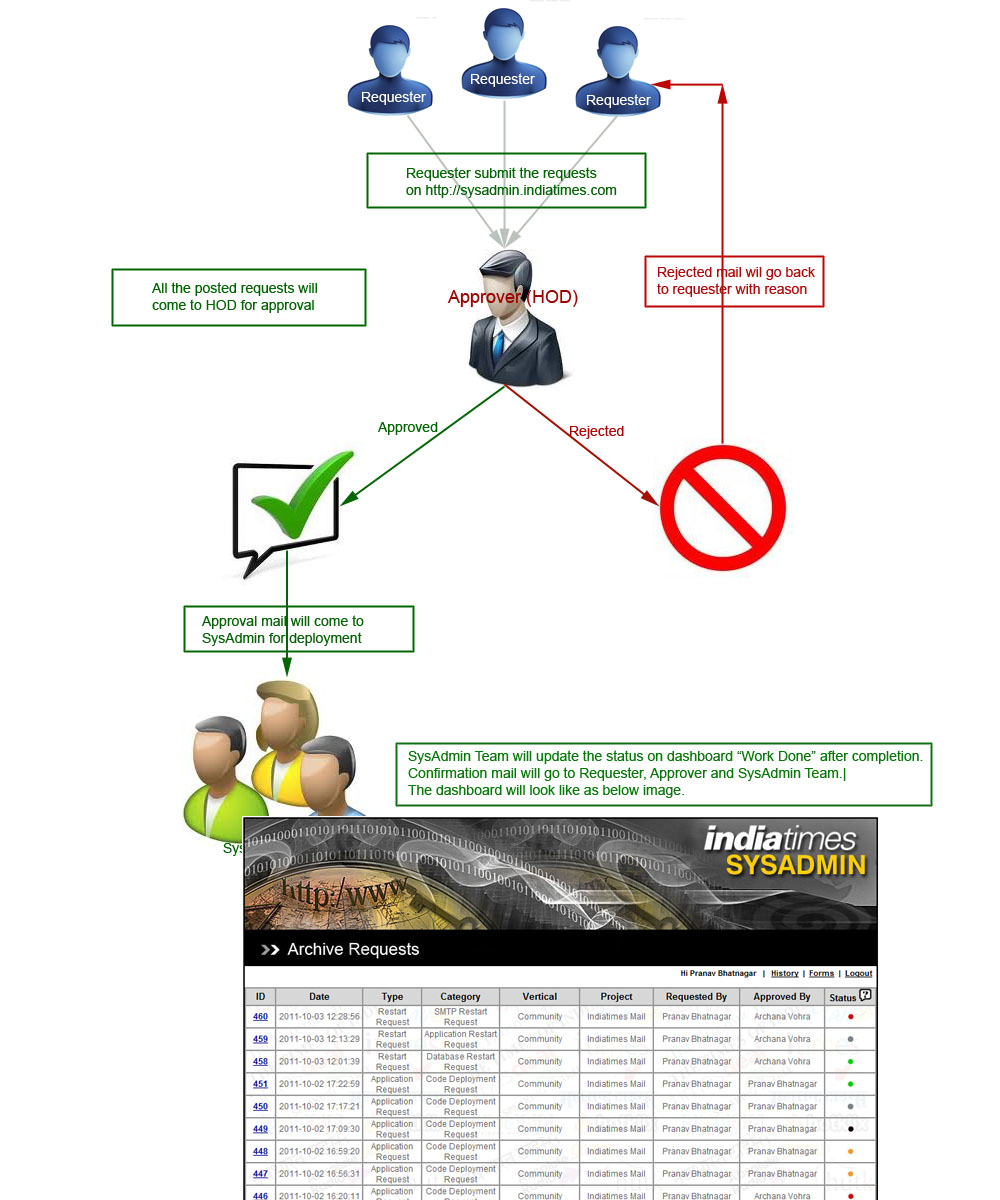 Requester
Requester
Requester
Requester submit the requests
on http://sysadmin.indiatimes.com
Rejected mail wil go back
to requester with reason
All the posted requests will
come to HOD for approval
Approver (HOD)
Approved
Rejected
Approval mail will come to
SysAdmin for deployment
SysAdmin Team will update the status on dashboard “Work Done” after completion.
Confirmation mail will go to Requester, Approver and SysAdmin Team.|
The dashboard will look like as below image.
Sys
indiatimes
SYSADMIN
http:/www
Archive Requests
Hi Pranav Bhatnagar | History | Forms | Logout
ID Date Type Category Vertical Project Requested By Approved By Status ?
460 2011-10-03 12:28:56 Restart Request SMTP Restart Request Community Indiatimes Mail Pranav Bhatnagar Archana Vohra
459 2011-10-03 12:13:29 Restart Request Application Restart Request Community Indiatimes Mail Pranav Bhatnagar Archana Vohra
458 2011-10-03 12:01:39 Restart Request Database Restart Request Community Indiatimes Mail Pranav Bhatnagar Archana Vohra
451 2011-10-02 17:22:59 Application Request Code Deployment Request Community Indiatimes Mail Pranav Bhatnagar Pranav Bhatnagar
450 2011-10-02 17:17:21 Application Request Code Deployment Request Community Indiatimes Mail Pranav Bhatnagar Pranav Bhatnagar
449 2011-10-02 17:09:30 Application Request Code Deployment Request Community Indiatimes Mail Pranav Bhatnagar Pranav Bhatnagar
448 2011-10-02 16:59:20 Application Request Code Deployment Request Community Indiatimes Mail Pranav Bhatnagar Pranav Bhatnagar
447 2011-10-02 16:56:31 Application Request Code Deployment Request Community Indiatimes Mail Pranav Bhatnagar Pranav Bhatnagar
446 2011-10-02 16:20:11 Application Code Deployment Community Indiatimes Mail Pranav Bhatnagar Archana Vohra